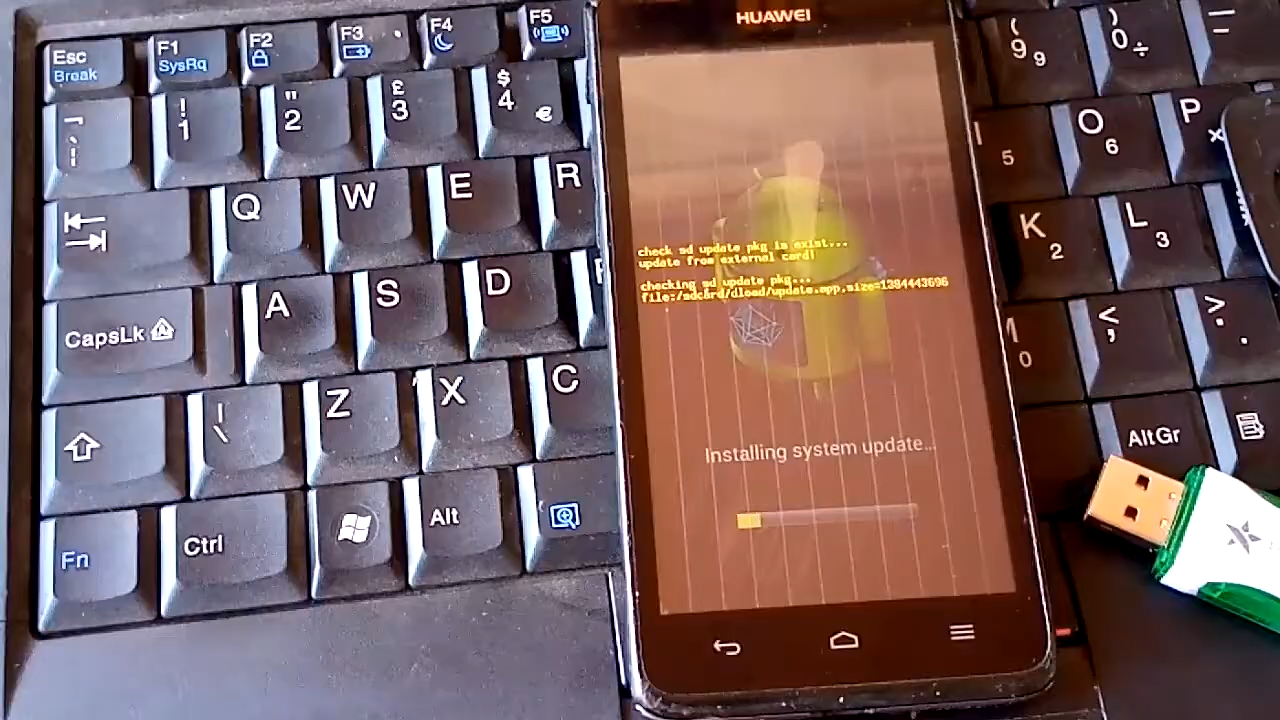 HUAWEI
check sd update pkg is exist...
update from external card!
checking sd update pkg...
file:/sdcard/dload/update.app,size=1384443696
Installing system update...
Esc F1 F2 F3 F4 F5
Break SysRq
¬ ! " £ $ ( )
¦ 1 2 3 4 € 9 9 0 ÷
Q W E R 5 O 6 P ×
A S D K 2 L 3
CapsLk
| \ Z X C 0 < , > .
Fn Ctrl Alt AltGr